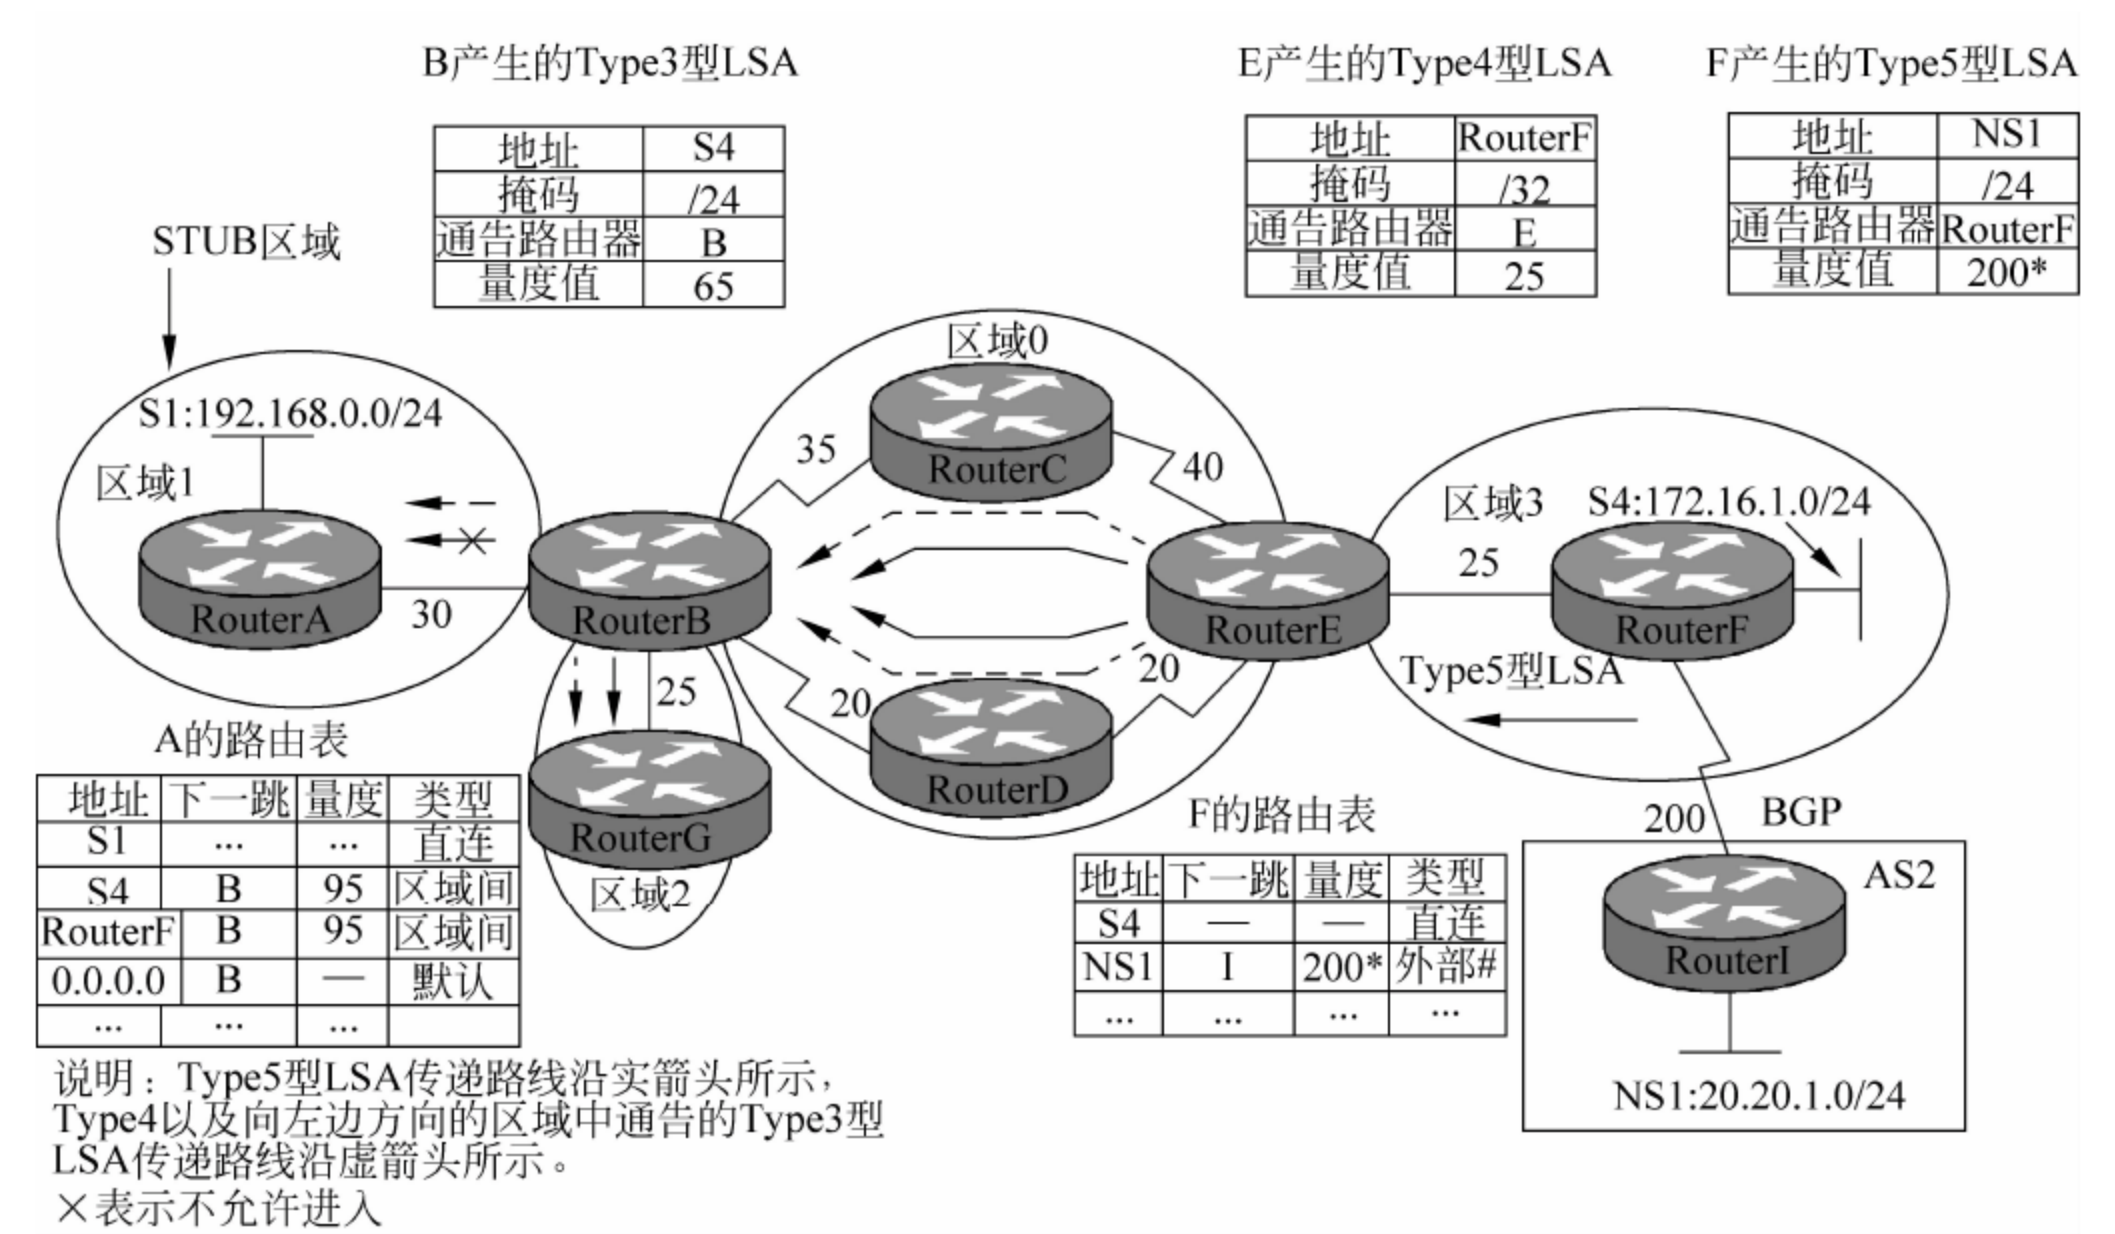 B产生的Type3型LSA
E产生的Type4型LSA
F产生的Type5型LSA
地址 S4
掩码 /24
通告路由器 B
量度值 65
地址 RouterF
掩码 /32
通告路由器 E
量度值 25
地址 NS1
掩码 /24
通告路由器 RouterF
量度值 200*
STUB区域
S1:192.168.0.0/24
区域1
RouterA
30
RouterB
区域0
35
RouterC
40
20
RouterD
20
RouterE
25
RouterG
区域2
区域3
S4:172.16.1.0/24
25
RouterF
Type5型LSA
200
BGP
AS2
RouterI
NS1:20.20.1.0/24
A的路由表
地址 下一跳 量度 类型
S1 ... ... 直连
S4 B 95 区域间
RouterF B 95 区域间
0.0.0.0 B — 默认
... ... ...
F的路由表
地址 下一跳 量度 类型
S4 — — 直连
NS1 I 200* 外部#
... ... ... ...
说明：Type5型LSA传递路线沿实箭头所示，
Type4以及向左边方向的区域中通告的Type3型
LSA传递路线沿虚箭头所示。
×表示不允许进入